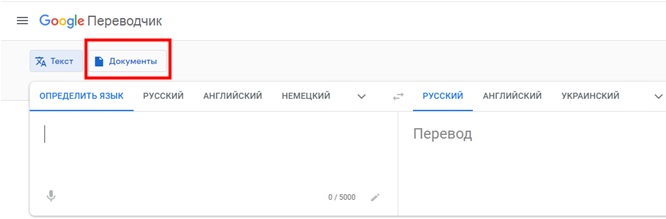 Google Переводчик
Текст Документы
ОПРЕДЕЛИТЬ ЯЗЫК РУССКИЙ АНГЛИЙСКИЙ НЕМЕЦКИЙ РУССКИЙ АНГЛИЙСКИЙ УКРАИНСКИЙ
Перевод
0 / 5000